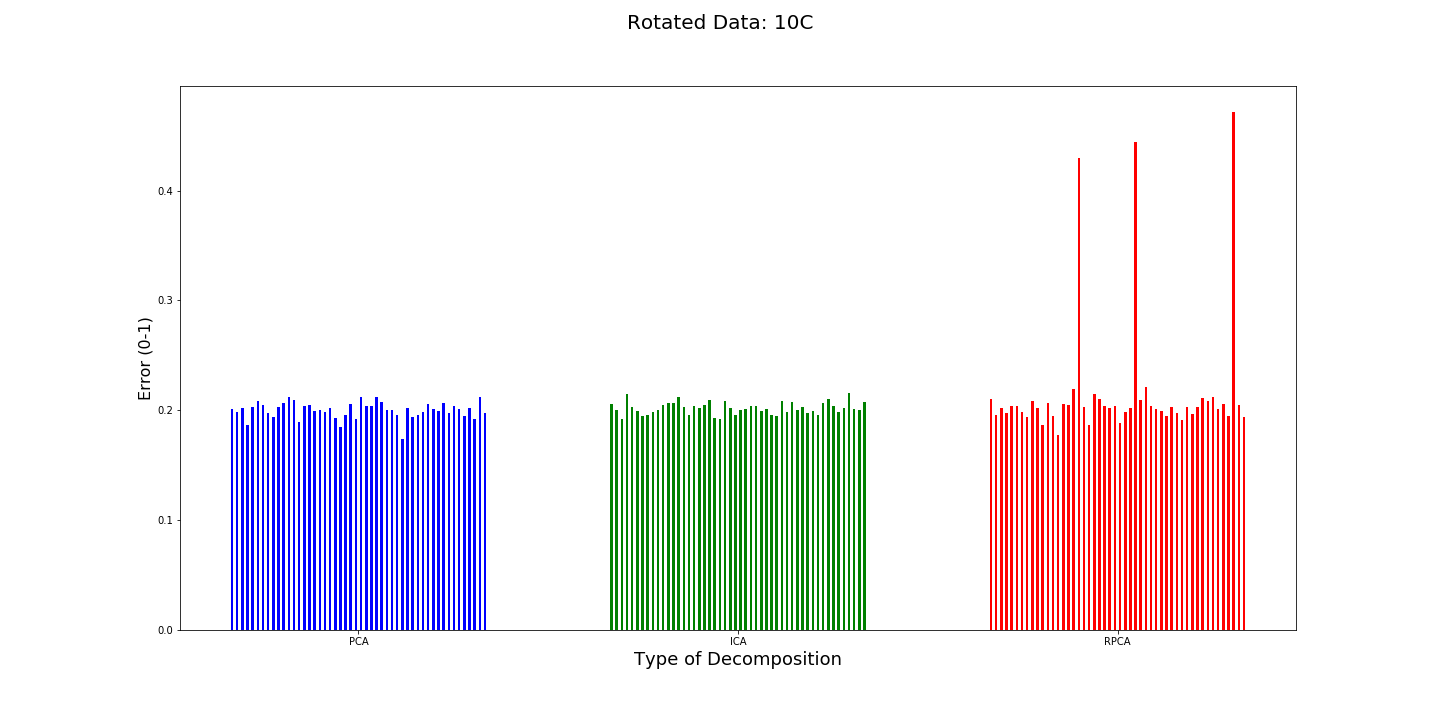 Rotated Data: 10C
Error (0-1)
0.4
0.3
0.2
0.1
0.0
PCA
ICA
RPCA
Type of Decomposition